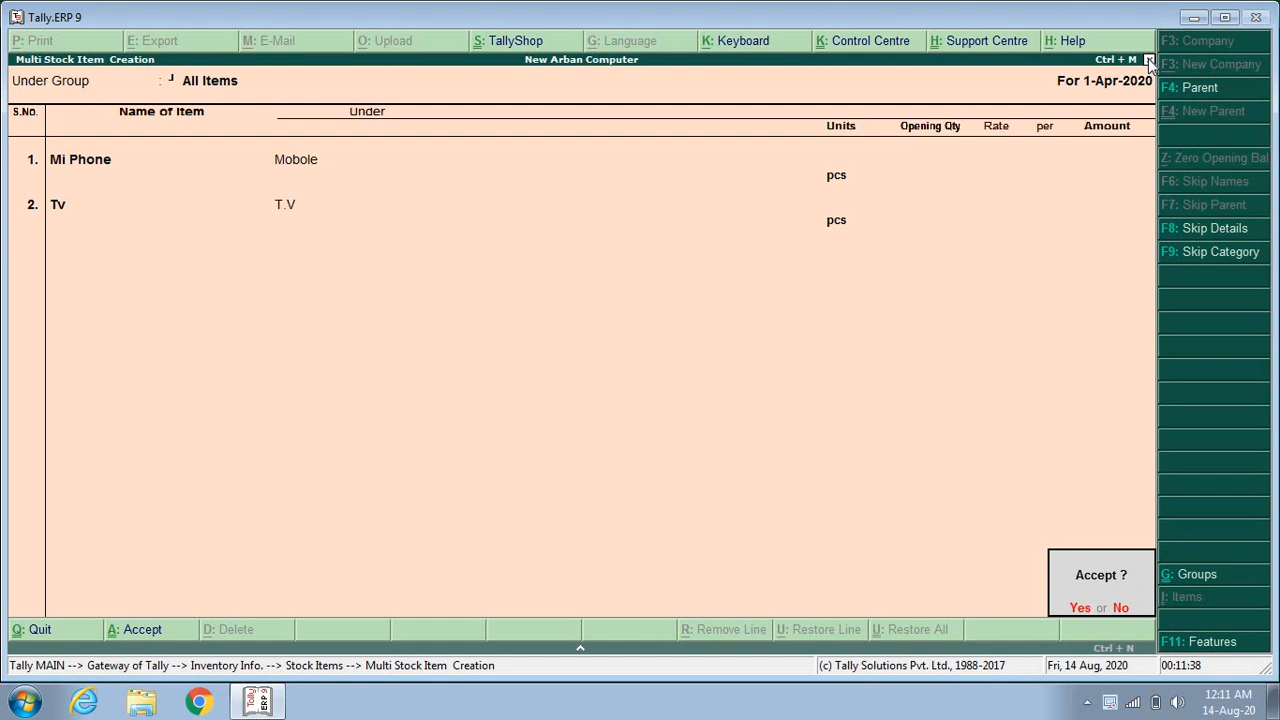 Tally.ERP 9
P: Print E: Export M: E-Mail O: Upload S: TallyShop G: Language K: Keyboard K: Control Centre H: Support Centre H: Help F3: Company
Multi Stock Item Creation New Arban Computer Ctrl + M F3: New Company
Under Group : ┘ All Items For 1-Apr-2020 F4: Parent
S.No. Name of Item Under F4: New Parent
Units Opening Qty Rate per Amount
1. Mi Phone Mobole Z: Zero Opening Bal
pcs F6: Skip Names
2. Tv T.V F7: Skip Parent
pcs F8: Skip Details
F9: Skip Category
Accept ? G: Groups
I: Items
Yes or No
Q: Quit A: Accept D: Delete R: Remove Line U: Restore Line U: Restore All F11: Features
Ctrl + N
Tally MAIN --> Gateway of Tally --> Inventory Info. --> Stock Items --> Multi Stock Item Creation (c) Tally Solutions Pvt. Ltd., 1988-2017 Fri, 14 Aug, 2020 00:11:38
Tally ERP 9 12:11 AM
14-Aug-20